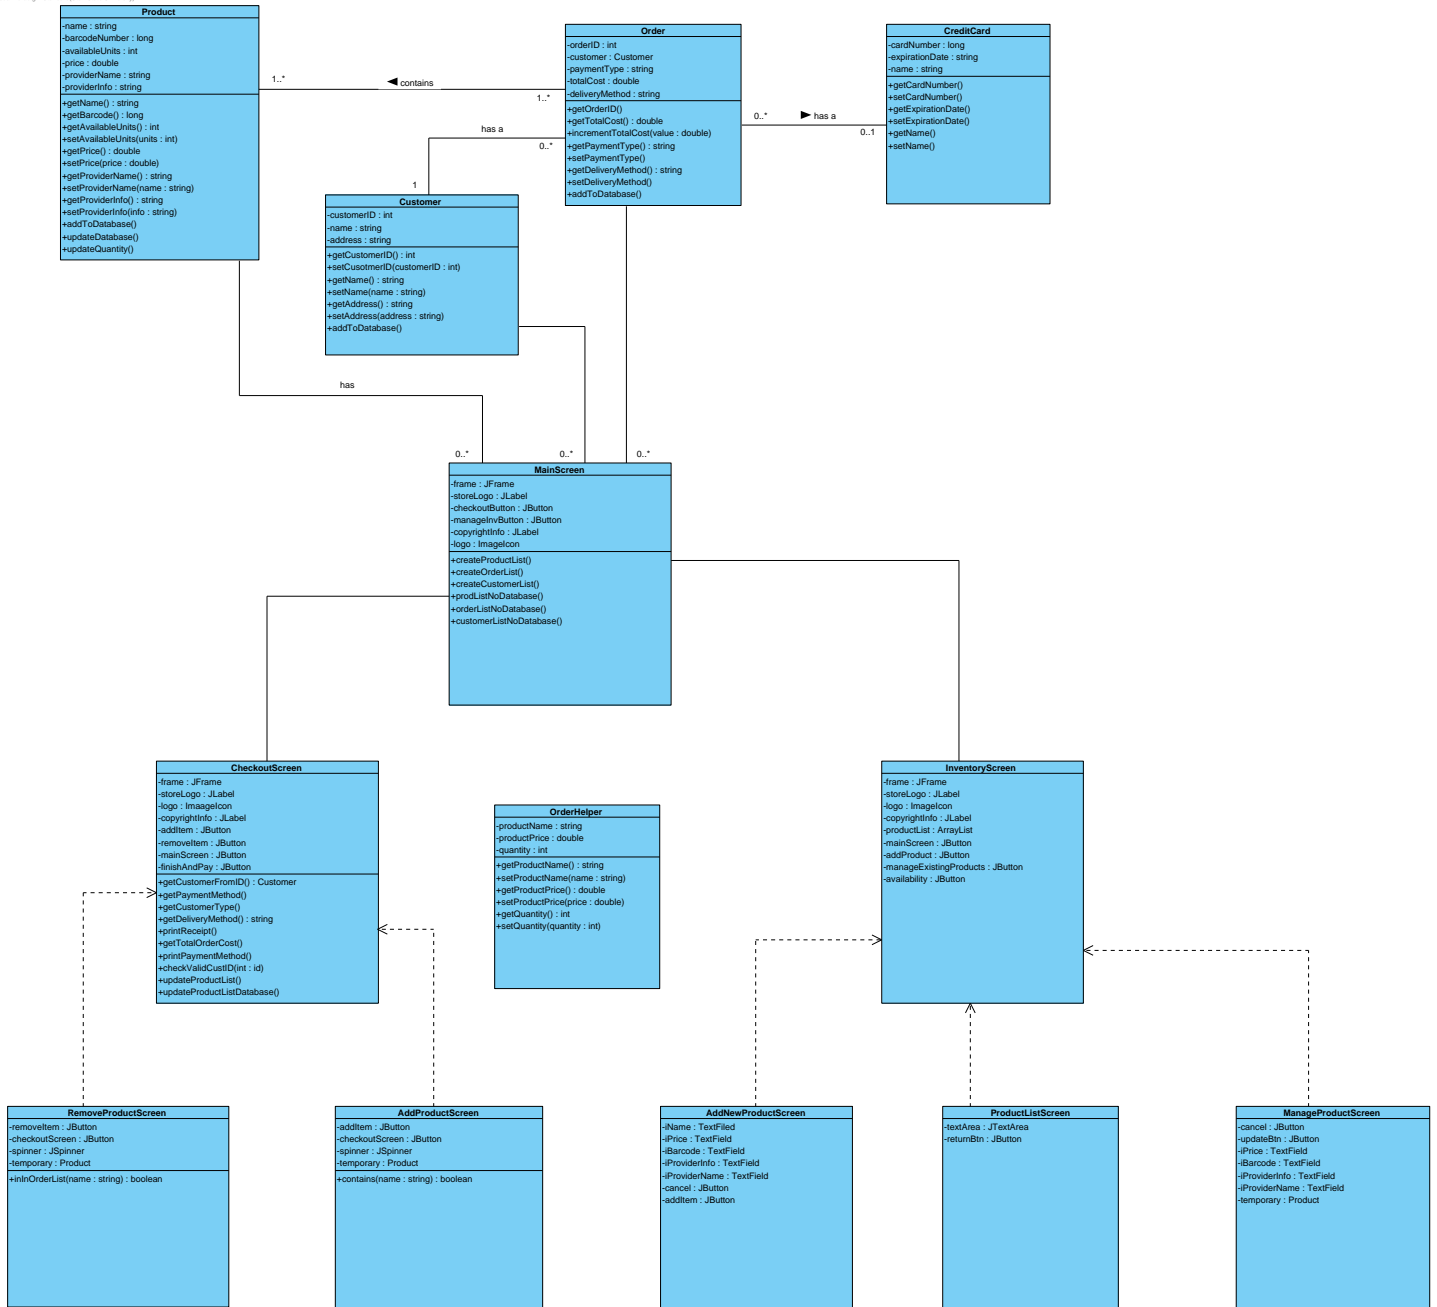 Product
-name : string
-barcodeNumber : long
-availableUnits : int
-price : double
-providerName : string
-providerInfo : string
+getName() : string
+getBarcode() : long
+getAvailableUnits() : int
+setAvailableUnits(units : int)
+getPrice() : double
+setPrice(price : double)
+getProviderName() : string
+setProviderName(name : string)
+getProviderInfo() : string
+setProviderInfo(info : string)
+addToDatabase()
+updateDatabase()
+updateQuantity()
1..*
contains
1..*
Order
-orderID : int
-customer : Customer
-paymentType : string
-totalCost : double
-deliveryMethod : string
+getOrderID()
+getTotalCost() : double
+incrementTotalCost(value : double)
+getPaymentType() : string
+setPaymentType()
+getDeliveryMethod() : string
+setDeliveryMethod()
+addToDatabase()
0..*
has a
0..1
CreditCard
-cardNumber : long
-expirationDate : string
-name : string
+getCardNumber()
+setCardNumber()
+getExpirationDate()
+setExpirationDate()
+getName()
+setName()
has a
0..*
1
Customer
-customerID : int
-name : string
-address : string
+getCustomerID() : int
+setCusotmerID(customerID : int)
+getName() : string
+setName(name : string)
+getAddress() : string
+setAddress(address : string)
+addToDatabase()
has
0..*
0..*
0..*
MainScreen
-frame : JFrame
-storeLogo : JLabel
-checkoutButton : JButton
-manageInvButton : JButton
-copyrightInfo : JLabel
-logo : ImageIcon
+createProductList()
+createOrderList()
+createCustomerList()
+prodListNoDatabase()
+orderListNoDatabase()
+customerListNoDatabase()
CheckoutScreen
-frame : JFrame
-storeLogo : JLabel
-logo : ImaageIcon
-copyrightInfo : JLabel
-addItem : JButton
-removeItem : JButton
-mainScreen : JButton
-finishAndPay : JButton
+getCustomerFromID() : Customer
+getPaymentMethod()
+getCustomerType()
+getDeliveryMethod() : string
+printReceipt()
+getTotalOrderCost()
+printPaymentMethod()
+checkValidCustID(int : id)
+updateProductList()
+updateProductListDatabase()
OrderHelper
-productName : string
-productPrice : double
-quantity : int
+getProductName() : string
+setProductName(name : string)
+getProductPrice() : double
+setProductPrice(price : double)
+getQuantity() : int
+setQuantity(quantity : int)
InventoryScreen
-frame : JFrame
-storeLogo : JLabel
-logo : ImageIcon
-copyrightInfo : JLabel
-productList : ArrayList
-mainScreen : JButton
-addProduct : JButton
-manageExistingProducts : JButton
-availability : JButton
RemoveProductScreen
-removeItem : JButton
-checkoutScreen : JButton
-spinner : JSpinner
-temporary : Product
+inInOrderList(name : string) : boolean
AddProductScreen
-addItem : JButton
-checkoutScreen : JButton
-spinner : JSpinner
-temporary : Product
+contains(name : string) : boolean
AddNewProductScreen
-iName : TextFiled
-iPrice : TextField
-iBarcode : TextField
-iProviderInfo : TextField
-iProviderName : TextField
-cancel : JButton
-addItem : JButton
ProductListScreen
-textArea : JTextArea
-returnBtn : JButton
ManageProductScreen
-cancel : JButton
-updateBtn : JButton
-iPrice : TextField
-iBarcode : TextField
-iProviderInfo : TextField
-iProviderName : TextField
-temporary : Product